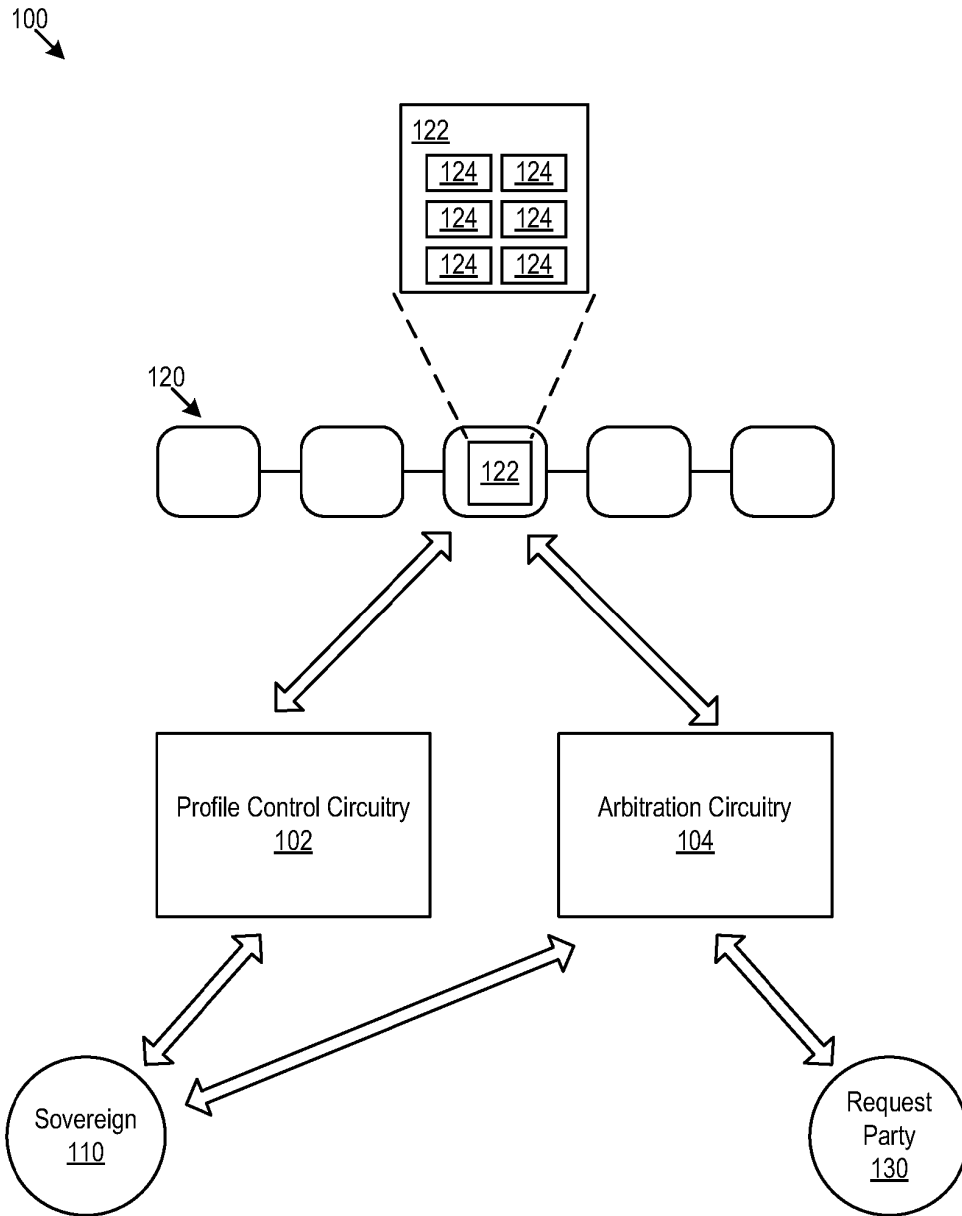 100
122
124 124
124 124
124 124
120
122
Profile Control Circuitry
102
Arbitration Circuitry
104
Sovereign
110
Request
Party
130